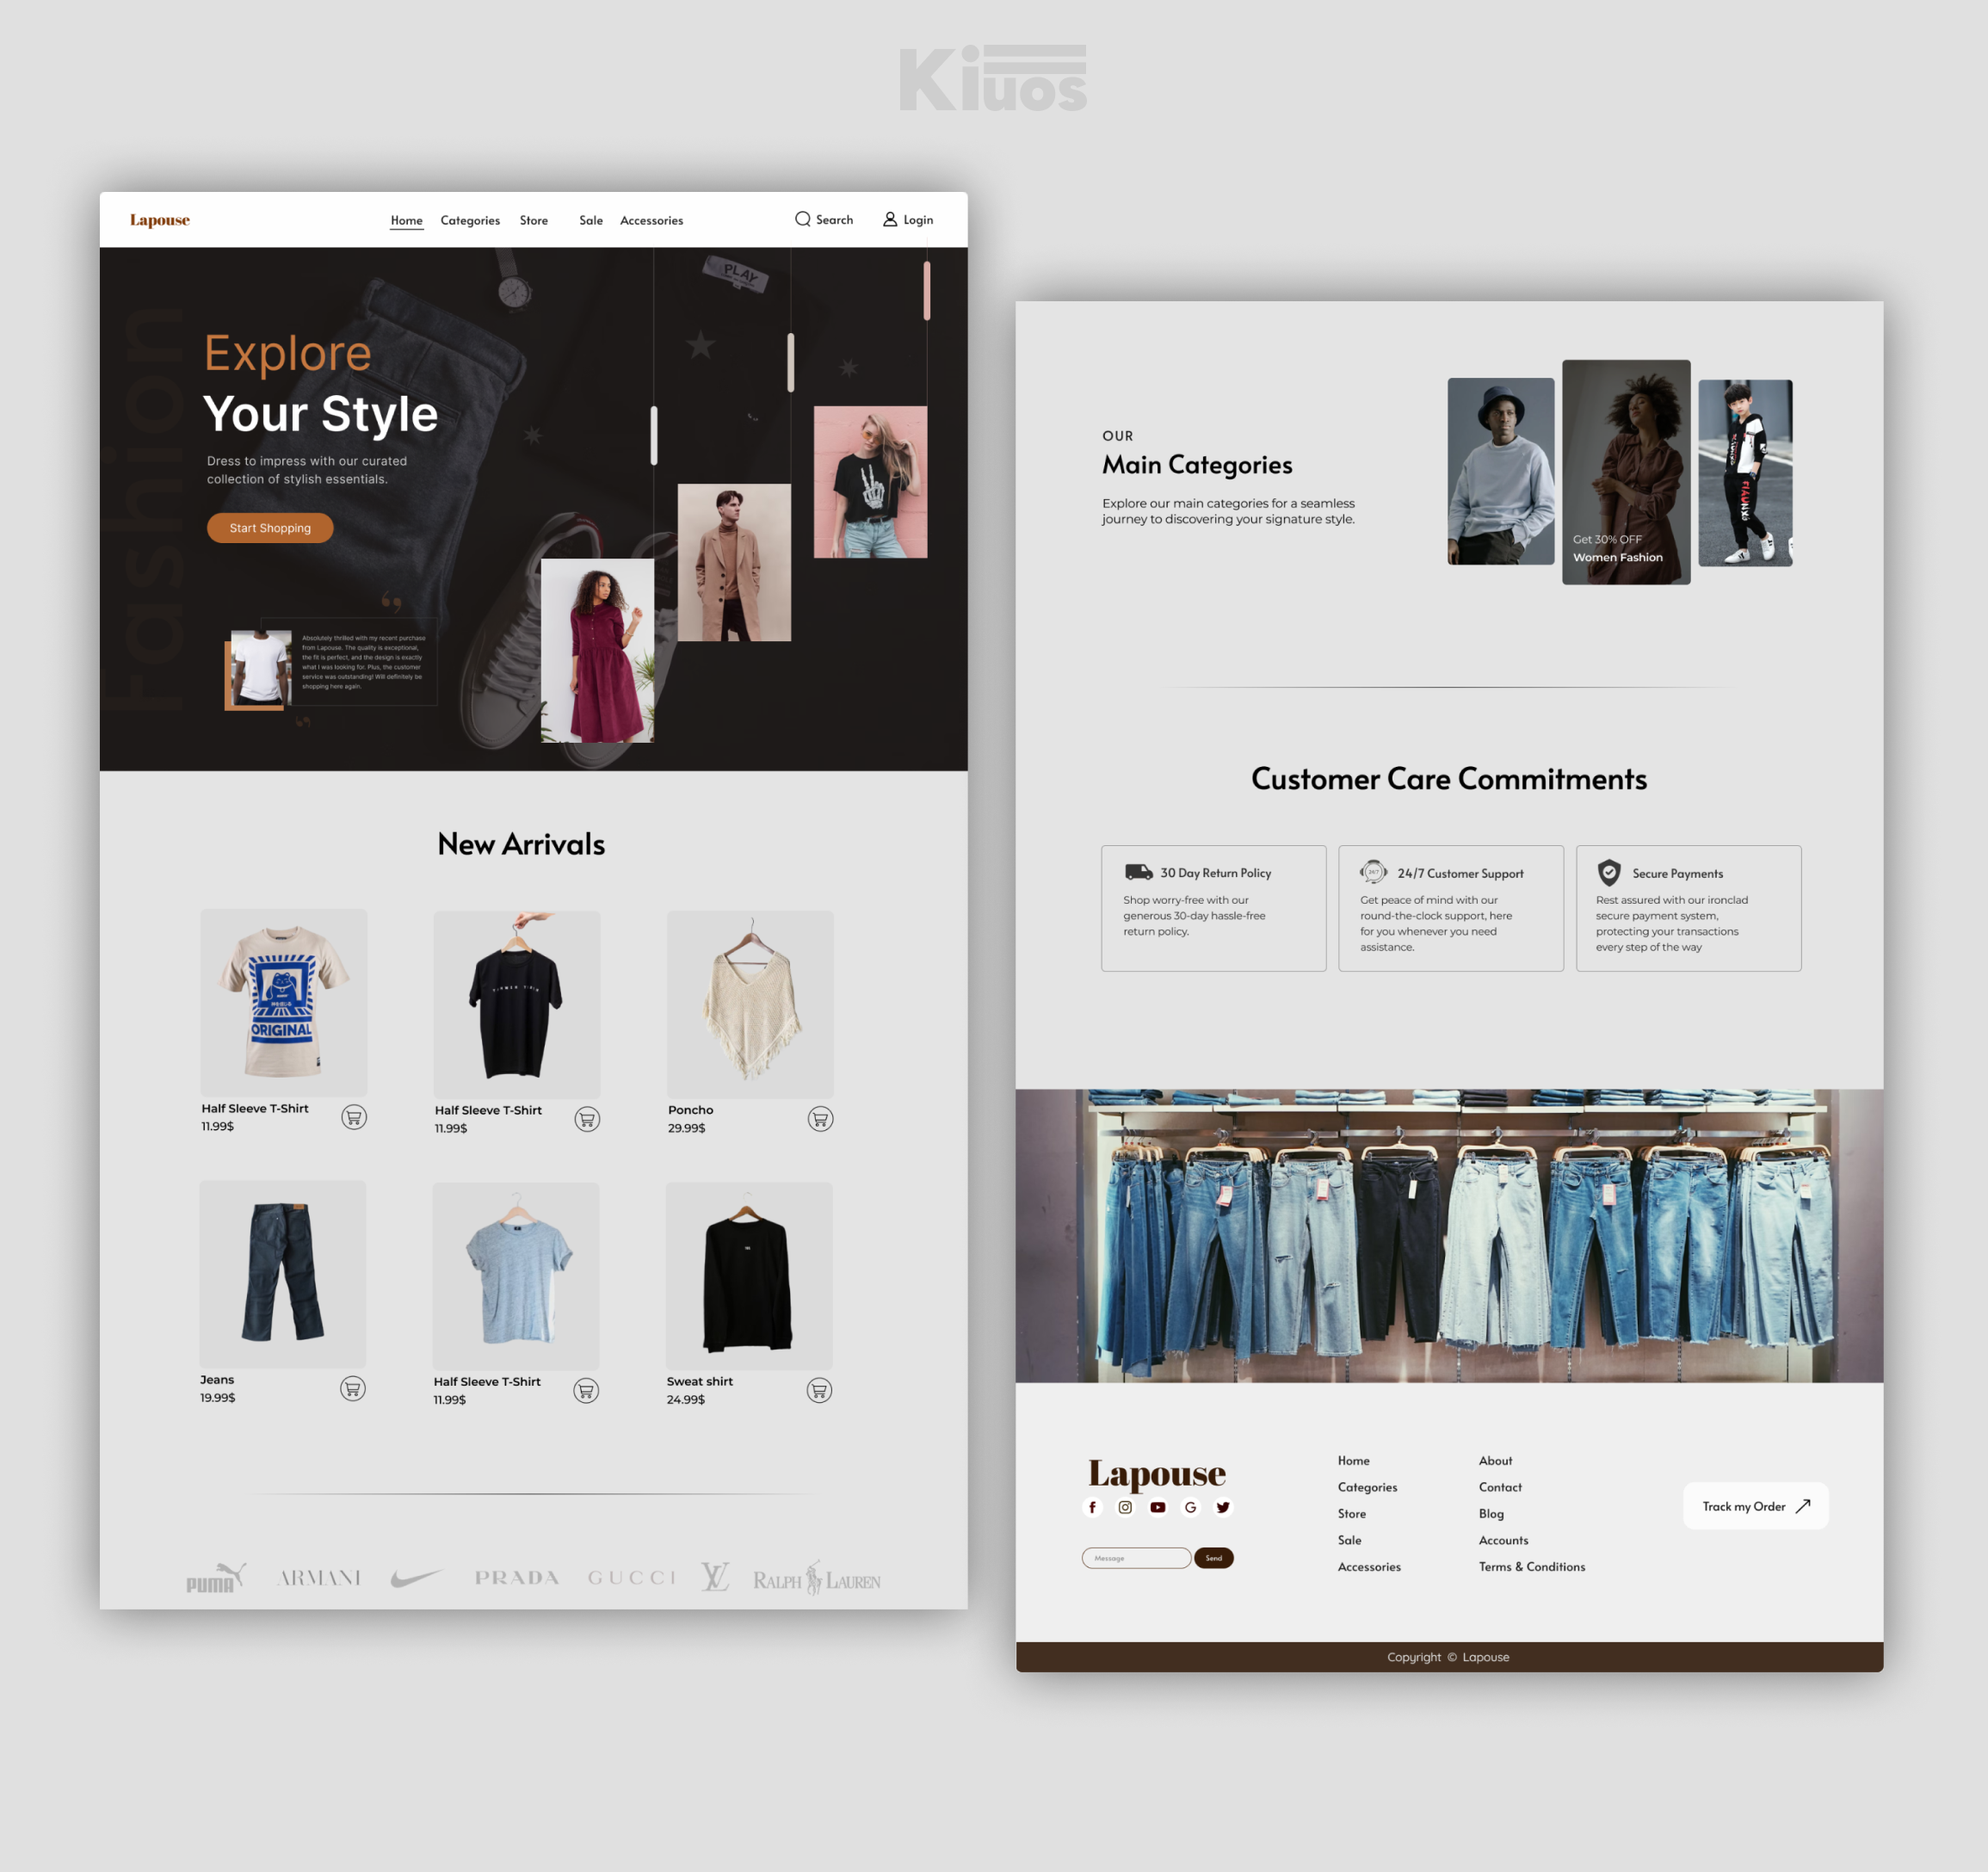 Kiuos
Lapouse
Home
Categories
Store
Sale
Accessories
Search
Login
Fashion
PLAY
Explore
Your Style
Dress to impress with our curated
collection of stylish essentials.
Start Shopping
Absolutely thrilled with my recent purchase
from Lapouse. The quality is exceptional,
the fit is perfect, and the design is exactly
what I was looking for. Plus, the customer
service was outstanding! Will definitely be
shopping here again.
New Arrivals
ORIGINAL
Half Sleeve T-Shirt
11.99$
Half Sleeve T-Shirt
11.99$
Poncho
29.99$
Jeans
19.99$
Half Sleeve T-Shirt
11.99$
Sweat shirt
24.99$
PUMA
ARMANI
PRADA
GUCCI
LV
RALPH LAUREN
OUR
Main Categories
Explore our main categories for a seamless
journey to discovering your signature style.
Get 30% OFF
Women Fashion
Customer Care Commitments
30 Day Return Policy
Shop worry-free with our
generous 30-day hassle-free
return policy.
24/7
24/7 Customer Support
Get peace of mind with our
round-the-clock support, here
for you whenever you need
assistance.
Secure Payments
Rest assured with our ironclad
secure payment system,
protecting your transactions
every step of the way
Lapouse
Message
Send
Home
Categories
Store
Sale
Accessories
About
Contact
Blog
Accounts
Terms & Conditions
Track my Order
Copyright © Lapouse